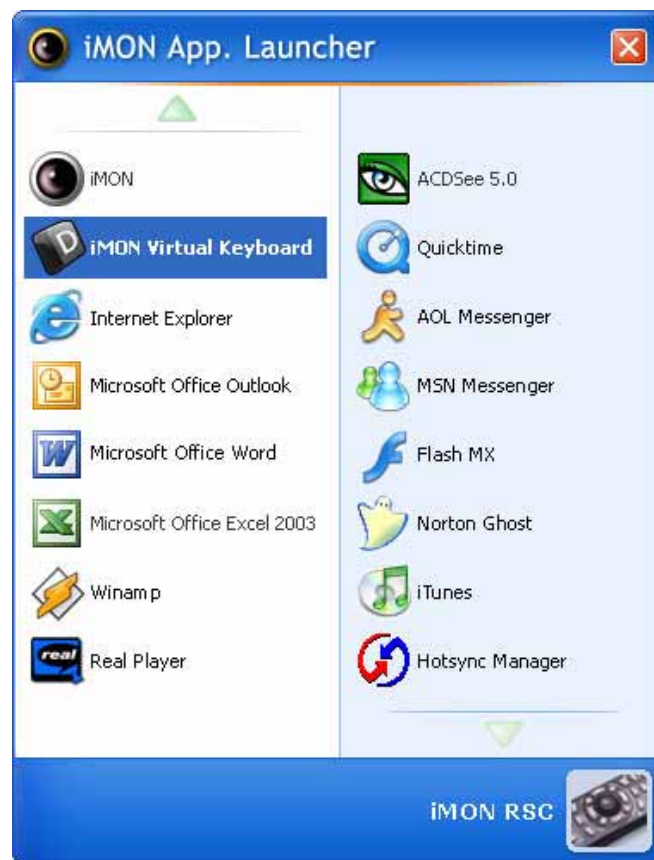 iMON App. Launcher
iMON
iMON Virtual Keyboard
D
Internet Explorer
Microsoft Office Outlook
Microsoft Office Word
W
Microsoft Office Excel 2003
X
Winamp
Real Player
real
ACDSee 5.0
Quicktime
AOL Messenger
MSN Messenger
Flash MX
Norton Ghost
iTunes
Hotsync Manager
iMON RSC